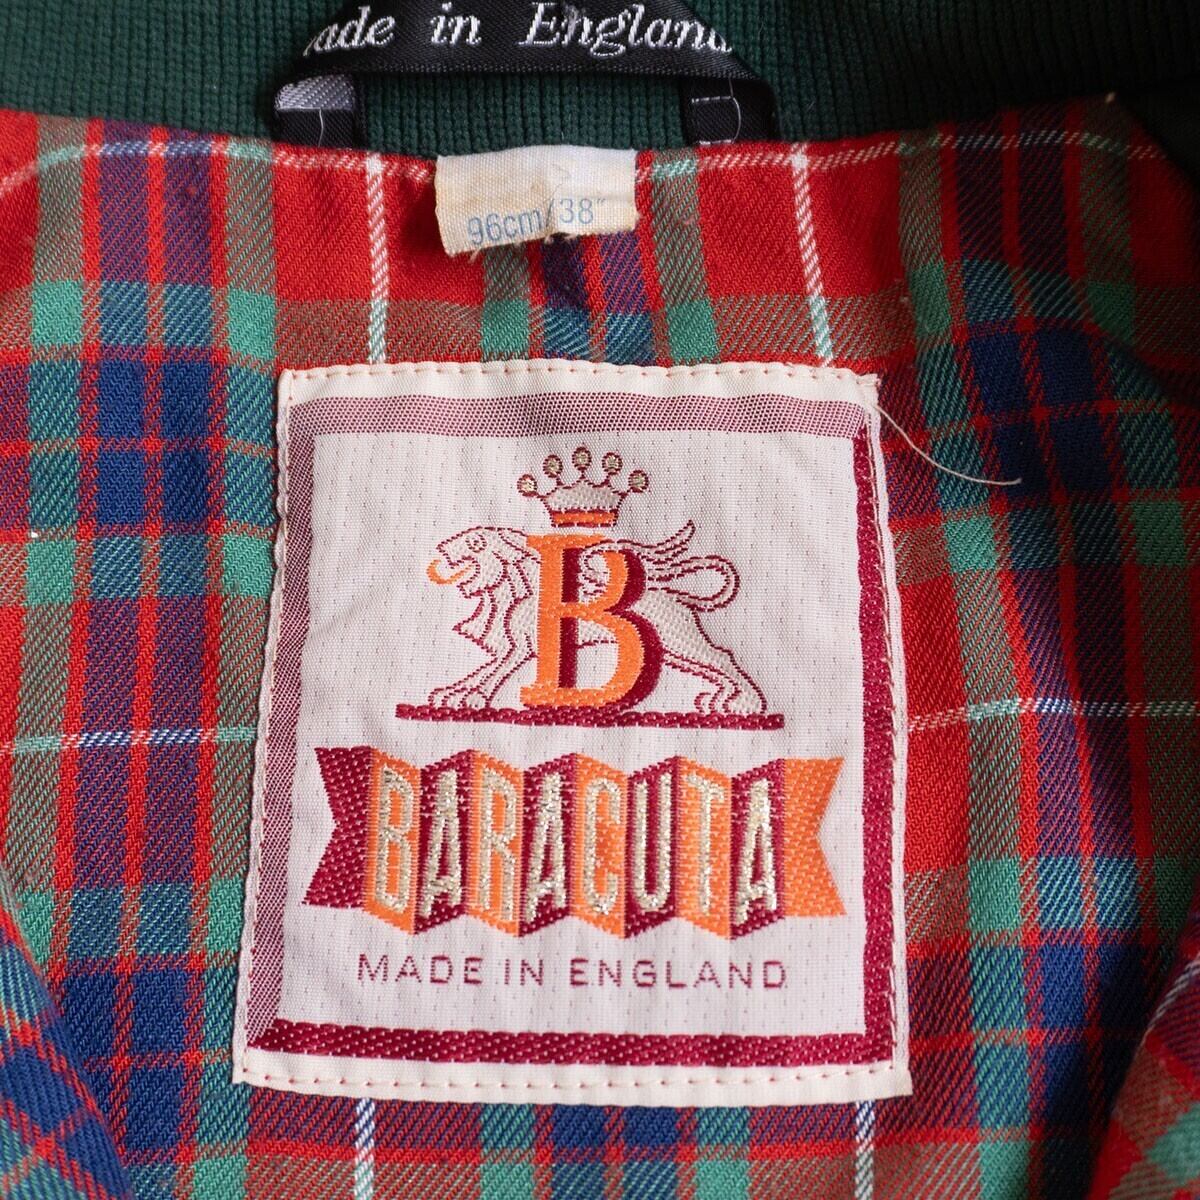 ade in England
96cm/38"
B
BARACUTA
MADE IN ENGLAND